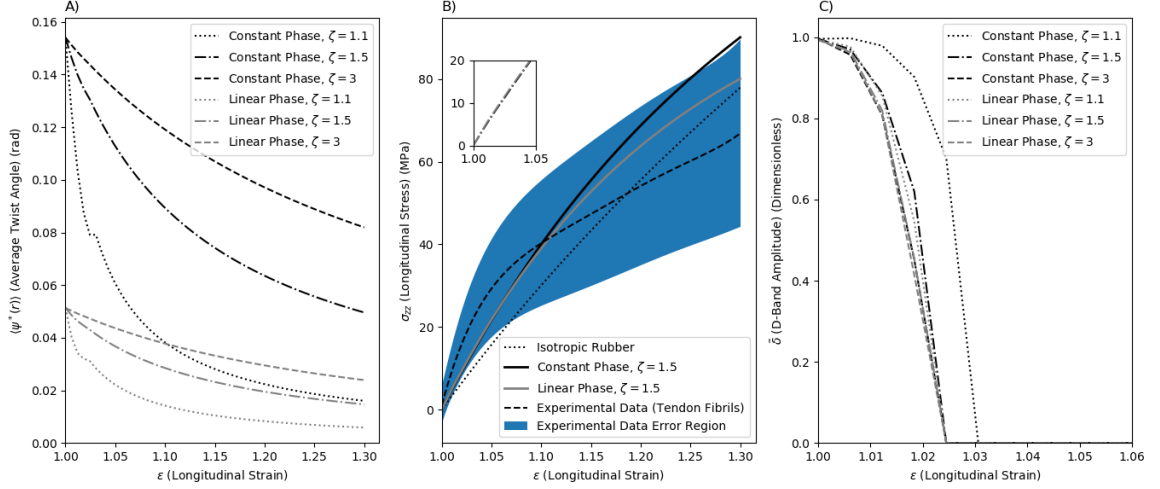 A)
⟨ψ*(r)⟩ (Average Twist Angle) (rad)
0.16
0.14
0.12
0.10
0.08
0.06
0.04
0.02
0.00
1.00 1.05 1.10 1.15 1.20 1.25 1.30
ε (Longitudinal Strain)
Constant Phase, ζ = 1.1
Constant Phase, ζ = 1.5
Constant Phase, ζ = 3
Linear Phase, ζ = 1.1
Linear Phase, ζ = 1.5
Linear Phase, ζ = 3
B)
σzz (Longitudinal Stress) (MPa)
80
60
40
20
0
1.00 1.05 1.10 1.15 1.20 1.25 1.30
ε (Longitudinal Strain)
20
10
0
1.00 1.05
Isotropic Rubber
Constant Phase, ζ = 1.5
Linear Phase, ζ = 1.5
Experimental Data (Tendon Fibrils)
Experimental Data Error Region
C)
δ̃ (D-Band Amplitude) (Dimensionless)
1.0
0.8
0.6
0.4
0.2
0.0
1.00 1.01 1.02 1.03 1.04 1.05 1.06
ε (Longitudinal Strain)
Constant Phase, ζ = 1.1
Constant Phase, ζ = 1.5
Constant Phase, ζ = 3
Linear Phase, ζ = 1.1
Linear Phase, ζ = 1.5
Linear Phase, ζ = 3